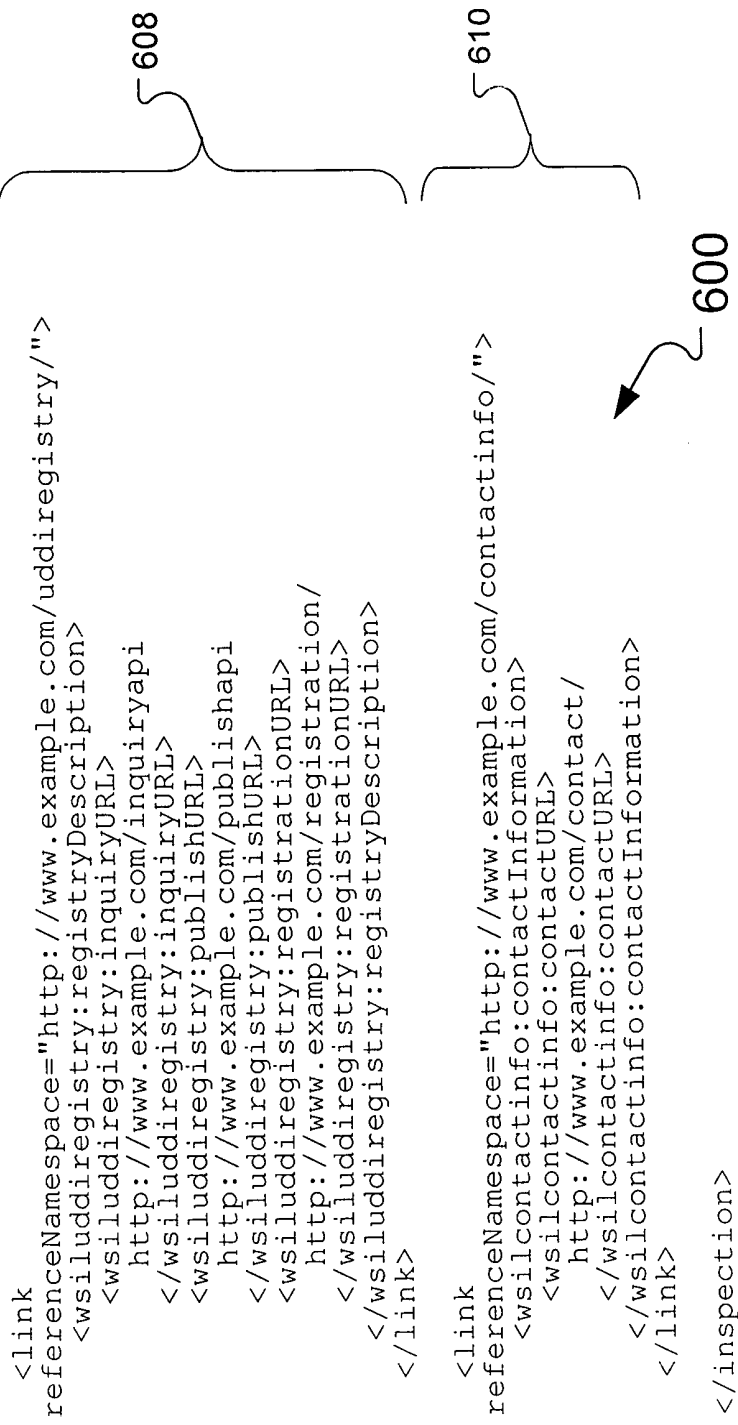 <link
referenceNamespace="http://www.example.com/uddiregistry/">
<wsiluddiregistry:registryDescription>
<wsiluddiregistry:inquiryURL>
http://www.example.com/inquiryapi
</wsiluddiregistry:inquiryURL>
<wsiluddiregistry:publishURL>
http://www.example.com/publishapi
</wsiluddiregistry:publishURL>
<wsiluddiregistry:registrationURL>
http://www.example.com/registration/
</wsiluddiregistry:registrationURL>
</wsiluddiregistry:registryDescription>
</link>
608
<link
referenceNamespace="http://www.example.com/contactinfo/">
<wsilcontactinfo:contactInformation>
<wsilcontactinfo:contactURL>
http://www.example.com/contact/
</wsilcontactinfo:contactURL>
</wsilcontactinfo:contactInformation>
</link>
610
</inspection>
600